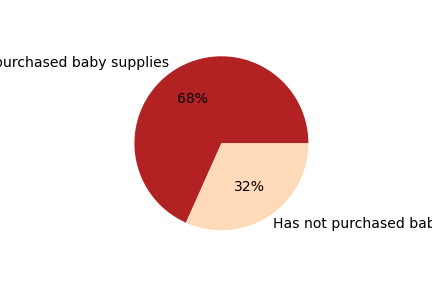 purchased baby supplies
68%
32%
Has not purchased